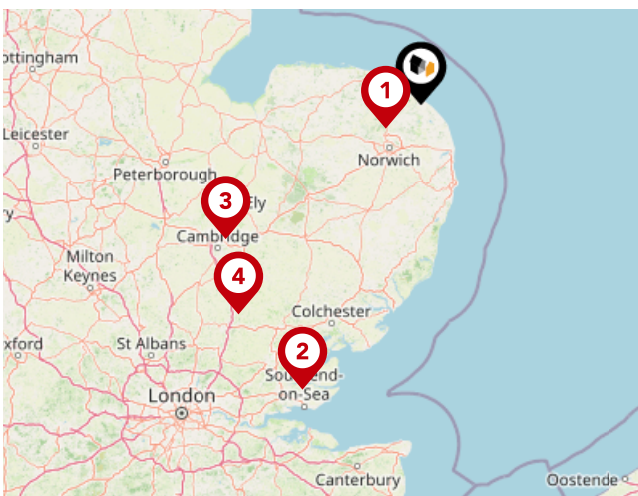 ottingham
1
Leicester
Norwich
Peterborough
3
Ely
ry
Cambridge
Milton
Keynes
4
Colchester
xford
St Albans
2
Southend-
on-Sea
London
Canterbury
Oostende